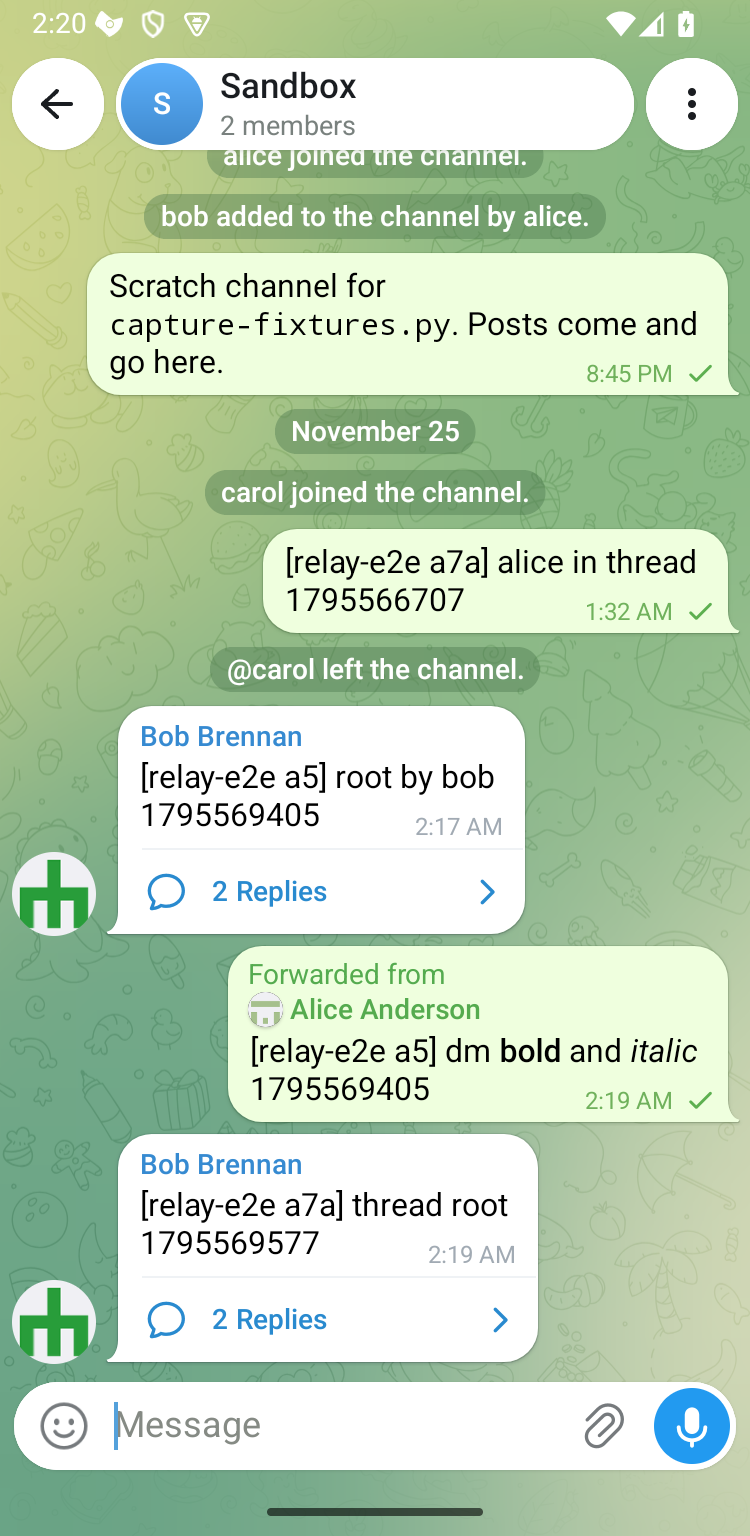 2:20
S
Sandbox
2 members
alice joined the channel.
bob added to the channel by alice.
Scratch channel for
capture-fixtures.py. Posts come and
go here.
8:45 PM
November 25
carol joined the channel.
[relay-e2e a7a] alice in thread
1795566707
1:32 AM
@carol left the channel.
Bob Brennan
[relay-e2e a5] root by bob
1795569405
2:17 AM
2 Replies
Forwarded from
Alice Anderson
[relay-e2e a5] dm bold and italic
1795569405
2:19 AM
Bob Brennan
[relay-e2e a7a] thread root
1795569577
2:19 AM
2 Replies
Message